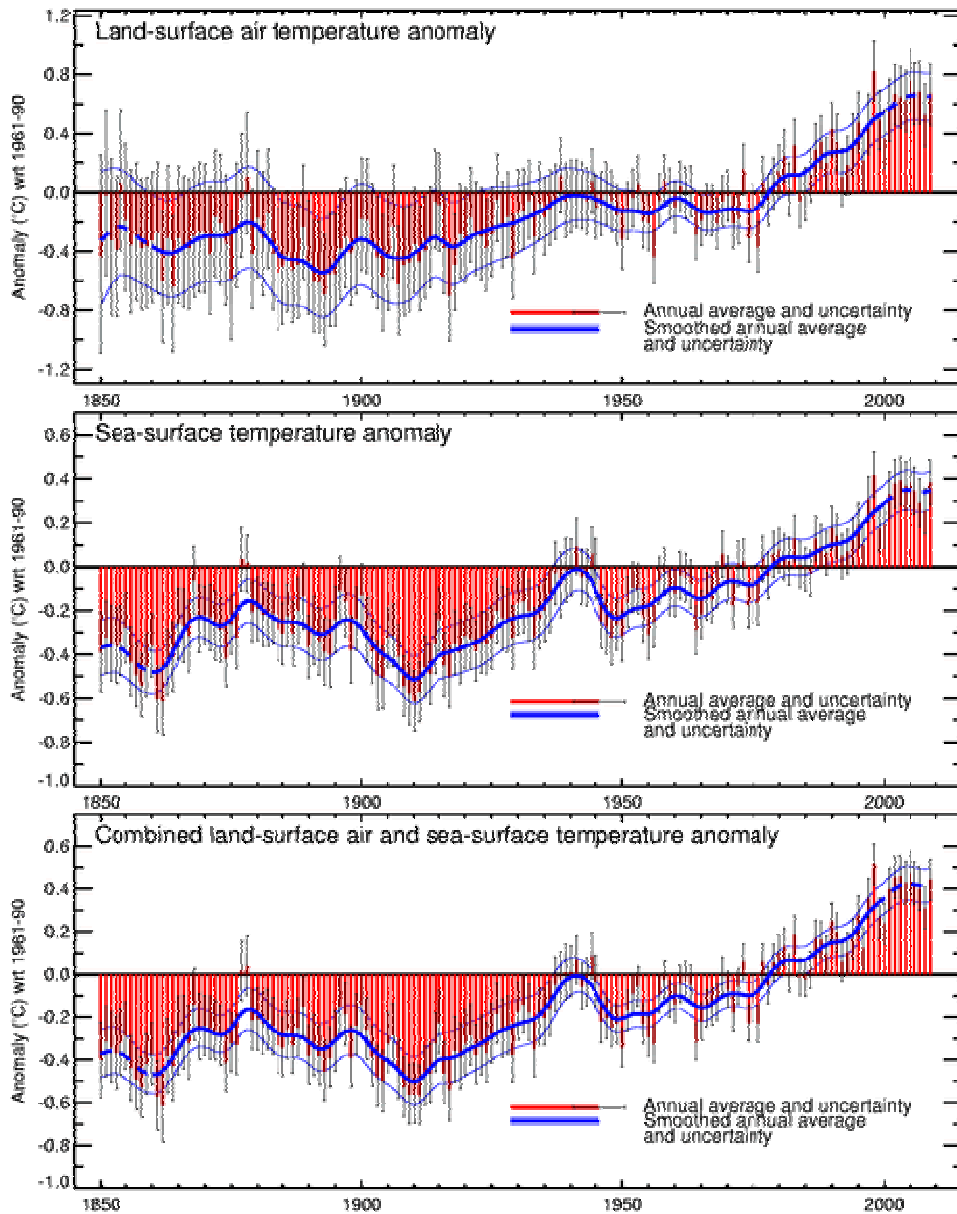 Land-surface air temperature anomaly
1.2
0.8
0.4
0.0
-0.4
-0.8
-1.2
Anomaly (°C) wrt 1961-90
Annual average and uncertainty
Smoothed annual average
and uncertainty
1850 1900 1950 2000
Sea-surface temperature anomaly
0.6
0.4
0.2
0.0
-0.2
-0.4
-0.6
-0.8
-1.0
Anomaly (°C) wrt 1961-90
Annual average and uncertainty
Smoothed annual average
and uncertainty
1850 1900 1950 2000
Combined land-surface air and sea-surface temperature anomaly
0.6
0.4
0.2
0.0
-0.2
-0.4
-0.6
-0.8
-1.0
Anomaly (°C) wrt 1961-90
Annual average and uncertainty
Smoothed annual average
and uncertainty
1850 1900 1950 2000